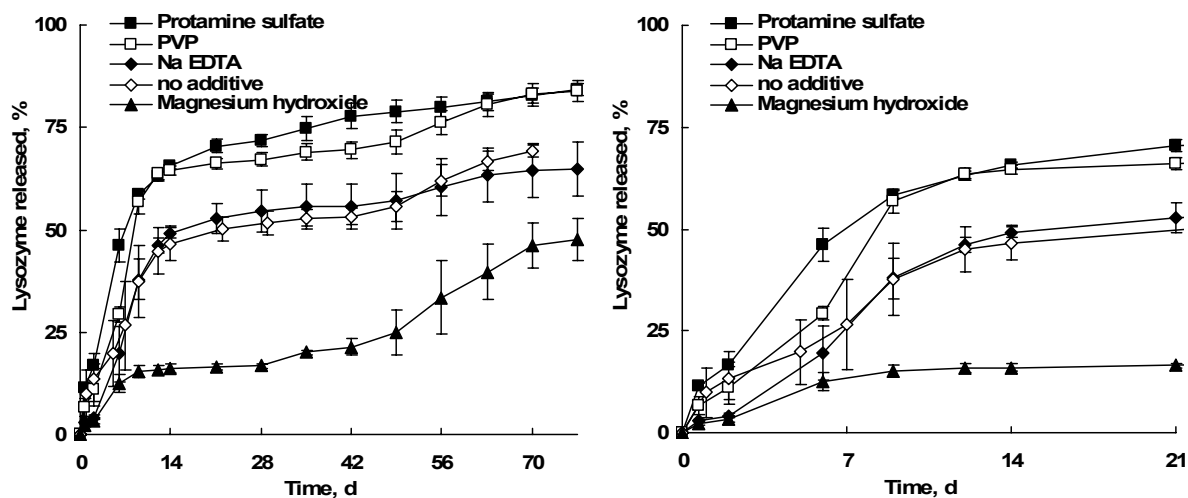 Lysozyme released, %
100
75
50
25
0
Protamine sulfate
PVP
Na EDTA
no additive
Magnesium hydroxide
0 14 28 42 56 70
Time, d
Lysozyme released, %
100
75
50
25
0
Protamine sulfate
PVP
Na EDTA
no additive
Magnesium hydroxide
0 7 14 21
Time, d